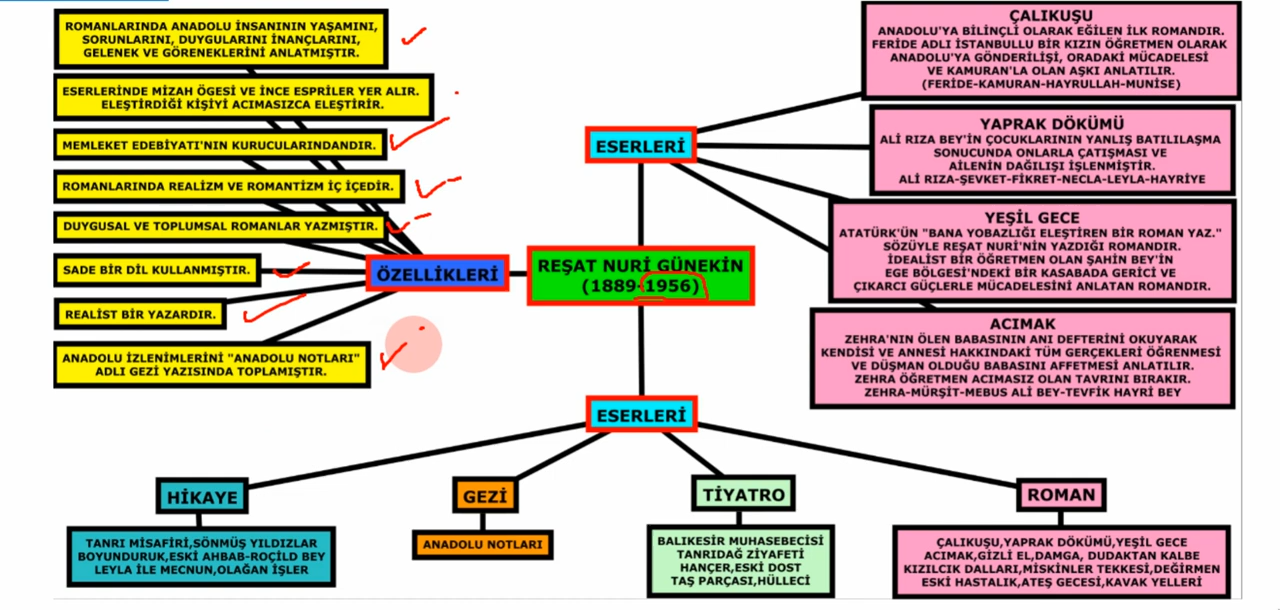 ROMANLARINDA ANADOLU İNSANININ YAŞAMINI,
SORUNLARINI, DUYGULARINI İNANÇLARINI,
GELENEK VE GÖRENEKLERİNİ ANLATMIŞTIR.
ESERLERİNDE MİZAH ÖGESİ VE İNCE ESPRİLER YER ALIR.
ELEŞTİRDİĞİ KİŞİYİ ACIMASIZCA ELEŞTİRİR.
MEMLEKET EDEBİYATI'NIN KURUCULARINDANDIR.
ROMANLARINDA REALİZM VE ROMANTİZM İÇ İÇEDİR.
DUYGUSAL VE TOPLUMSAL ROMANLAR YAZMIŞTIR.
SADE BİR DİL KULLANMIŞTIR.
REALİST BİR YAZARDIR.
ANADOLU İZLENİMLERİNİ "ANADOLU NOTLARI"
ADLI GEZİ YAZISINDA TOPLAMIŞTIR.
ÖZELLİKLERİ
REŞAT NURİ GÜNEKİN
(1889-1956)
ESERLERİ
ÇALIKUŞU
ANADOLU'YA BİLİNÇLİ OLARAK EĞİLEN İLK ROMANDIR.
FERİDE ADLI İSTANBULLU BİR KIZIN ÖĞRETMEN OLARAK
ANADOLU'YA GÖNDERİLİŞİ, ORADAKİ MÜCADELESİ
VE KAMURAN'LA OLAN AŞKI ANLATILIR.
(FERİDE-KAMURAN-HAYRULLAH-MUNİSE)
YAPRAK DÖKÜMÜ
ALİ RIZA BEY'İN ÇOCUKLARININ YANLIŞ BATILILAŞMA
SONUCUNDA ONLARLA ÇATIŞMASI VE
AİLENİN DAĞILIŞI İŞLENMİŞTİR.
ALİ RIZA-ŞEVKET-FİKRET-NECLA-LEYLA-HAYRİYE
YEŞİL GECE
ATATÜRK'ÜN "BANA YOBAZLIĞI ELEŞTİREN BİR ROMAN YAZ."
SÖZÜYLE REŞAT NURİ'NİN YAZDIĞI ROMANDIR.
İDEALİST BİR ÖĞRETMEN OLAN ŞAHİN BEY'İN
EGE BÖLGESİ'NDEKİ BİR KASABADA GERİCİ VE
ÇIKARCI GÜÇLERLE MÜCADELESİNİ ANLATAN ROMANDIR.
ACIMAK
ZEHRA'NIN ÖLEN BABASININ ANI DEFTERİNİ OKUYARAK
KENDİSİ VE ANNESİ HAKKINDAKİ TÜM GERÇEKLERİ ÖĞRENMESİ
VE DÜŞMAN OLDUĞU BABASINI AFFETMESİ ANLATILIR.
ZEHRA ÖĞRETMEN ACIMASIZ OLAN TAVRINI BIRAKIR.
ZEHRA-MÜRŞİT-MEBUS ALİ BEY-TEVFİK HAYRİ BEY
ESERLERİ
HİKAYE
TANRI MİSAFİRİ,SÖNMÜŞ YILDIZLAR
BOYUNDURUK,ESKİ AHBAB-ROÇİLD BEY
LEYLA İLE MECNUN,OLAĞAN İŞLER
GEZİ
ANADOLU NOTLARI
TİYATRO
BALIKESİR MUHASEBECİSİ
TANRIDAĞ ZİYAFETİ
HANÇER,ESKİ DOST
TAŞ PARÇASI,HÜLLECİ
ROMAN
ÇALIKUŞU,YAPRAK DÖKÜMÜ,YEŞİL GECE
ACIMAK,GİZLİ EL,DAMGA, DUDAKTAN KALBE
KIZILCIK DALLARI,MİSKİNLER TEKKESİ,DEĞİRMEN
ESKİ HASTALIK,ATEŞ GECESİ,KAVAK YELLERİ